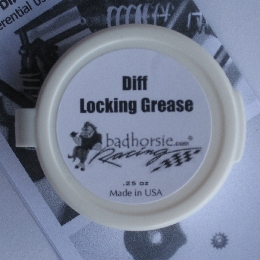 Diff
Locking Grease
badhorsie.com
Racing
.25 oz
Made in USA